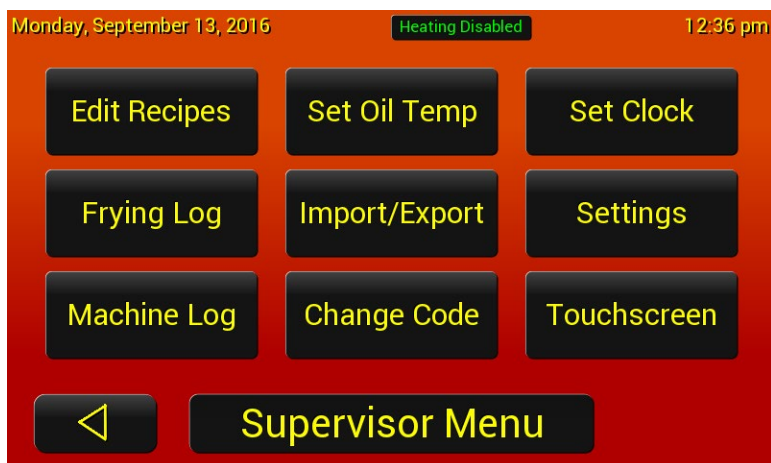 Monday, September 13, 2016 Heating Disabled 12:36 pm
Edit Recipes Set Oil Temp Set Clock
Frying Log Import/Export Settings
Machine Log Change Code Touchscreen
Supervisor Menu